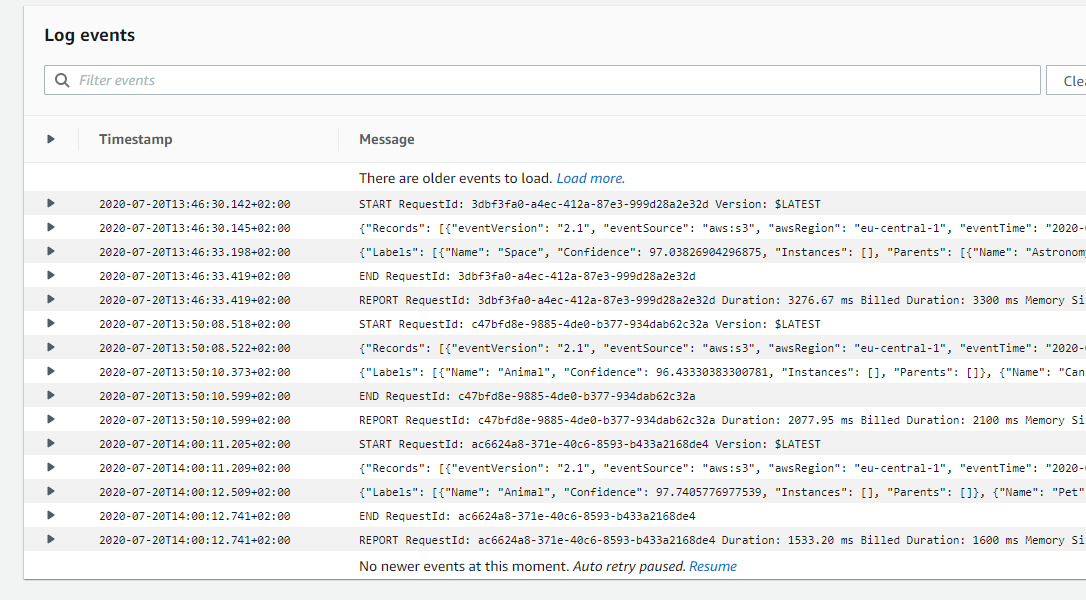 Log events
Filter events
Clea
Timestamp Message
There are older events to load. Load more.
2020-07-20T13:46:30.142+02:00 START RequestId: 3dbf3fa0-a4ec-412a-87e3-999d28a2e32d Version: $LATEST
2020-07-20T13:46:30.145+02:00 {"Records": [{"eventVersion": "2.1", "eventSource": "aws:s3", "awsRegion": "eu-central-1", "eventTime": "2020-
2020-07-20T13:46:33.198+02:00 {"Labels": [{"Name": "Space", "Confidence": 97.03826904296875, "Instances": [], "Parents": [{"Name": "Astronom
2020-07-20T13:46:33.419+02:00 END RequestId: 3dbf3fa0-a4ec-412a-87e3-999d28a2e32d
2020-07-20T13:46:33.419+02:00 REPORT RequestId: 3dbf3fa0-a4ec-412a-87e3-999d28a2e32d Duration: 3276.67 ms Billed Duration: 3300 ms Memory Si
2020-07-20T13:50:08.518+02:00 START RequestId: c47bfd8e-9885-4de0-b377-934dab62c32a Version: $LATEST
2020-07-20T13:50:08.522+02:00 {"Records": [{"eventVersion": "2.1", "eventSource": "aws:s3", "awsRegion": "eu-central-1", "eventTime": "2020-
2020-07-20T13:50:10.373+02:00 {"Labels": [{"Name": "Animal", "Confidence": 96.43330383300781, "Instances": [], "Parents": []}, {"Name": "Can
2020-07-20T13:50:10.599+02:00 END RequestId: c47bfd8e-9885-4de0-b377-934dab62c32a
2020-07-20T13:50:10.599+02:00 REPORT RequestId: c47bfd8e-9885-4de0-b377-934dab62c32a Duration: 2077.95 ms Billed Duration: 2100 ms Memory Si
2020-07-20T14:00:11.205+02:00 START RequestId: ac6624a8-371e-40c6-8593-b433a2168de4 Version: $LATEST
2020-07-20T14:00:11.209+02:00 {"Records": [{"eventVersion": "2.1", "eventSource": "aws:s3", "awsRegion": "eu-central-1", "eventTime": "2020-
2020-07-20T14:00:12.509+02:00 {"Labels": [{"Name": "Animal", "Confidence": 97.7405776977539, "Instances": [], "Parents": []}, {"Name": "Pet"
2020-07-20T14:00:12.741+02:00 END RequestId: ac6624a8-371e-40c6-8593-b433a2168de4
2020-07-20T14:00:12.741+02:00 REPORT RequestId: ac6624a8-371e-40c6-8593-b433a2168de4 Duration: 1533.20 ms Billed Duration: 1600 ms Memory Si
No newer events at this moment. Auto retry paused. Resume